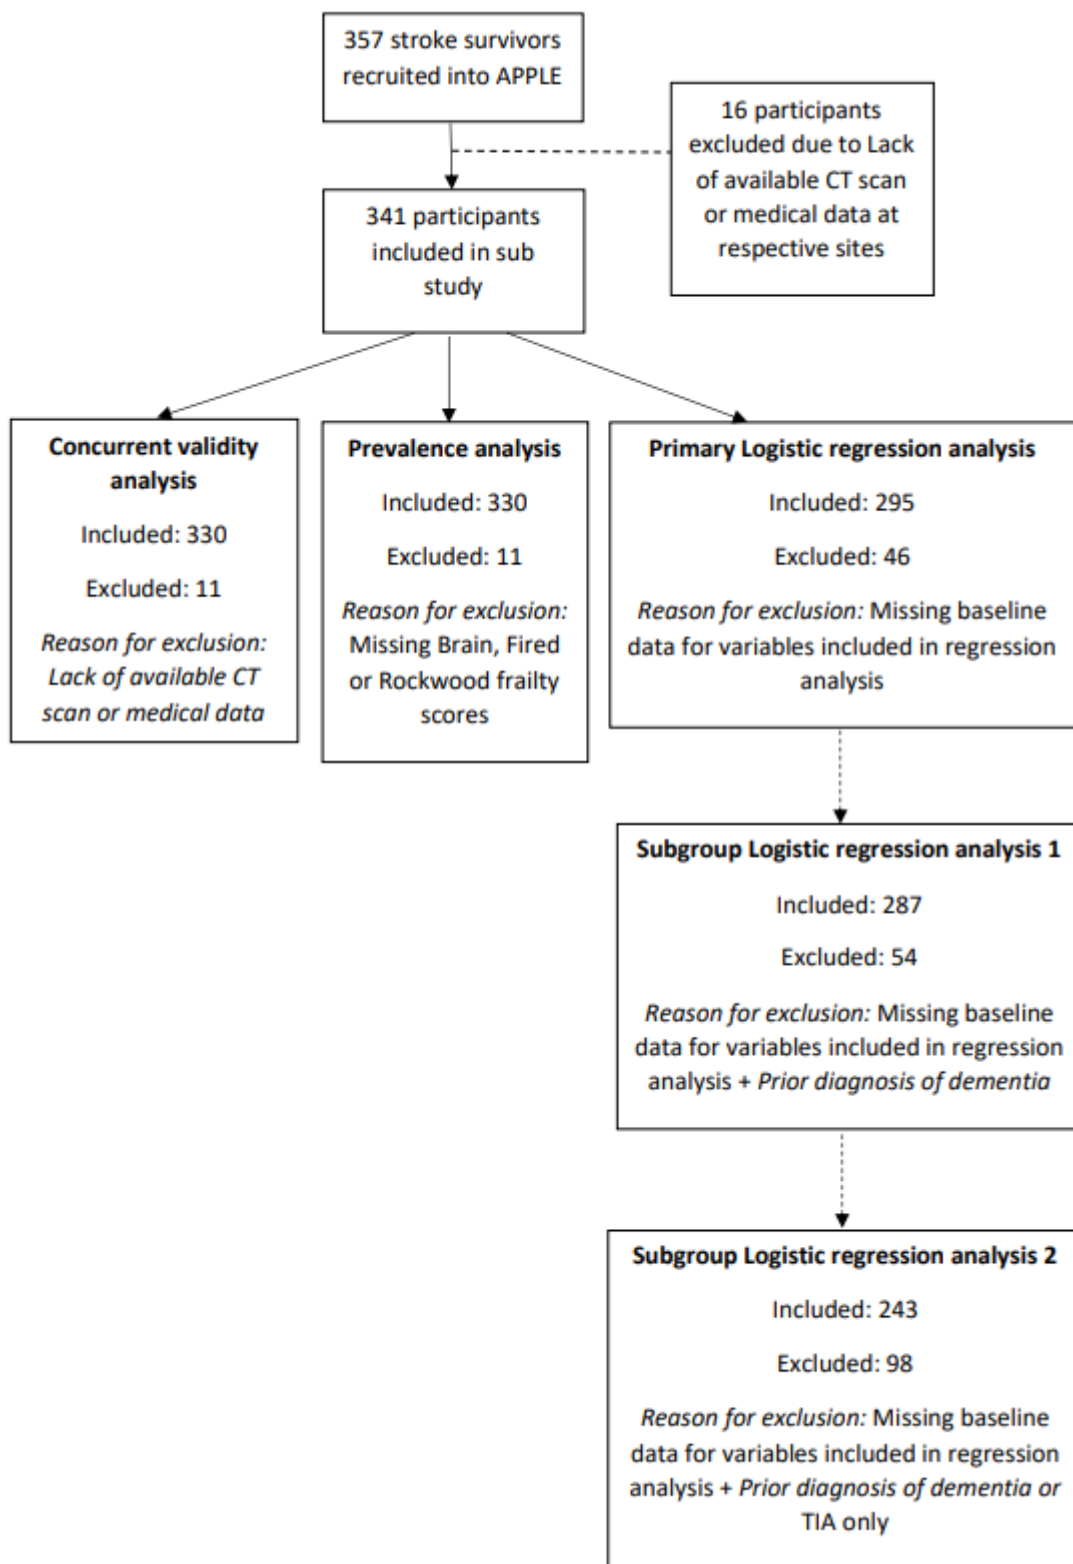 357 stroke survivors
recruited into APPLE
16 participants
excluded due to Lack
of available CT scan
or medical data at
respective sites
341 participants
included in sub
study
Concurrent validity
analysis
Included: 330
Excluded: 11
Reason for exclusion:
Lack of available CT
scan or medical data
Prevalence analysis
Included: 330
Excluded: 11
Reason for exclusion:
Missing Brain, Fired
or Rockwood frailty
scores
Primary Logistic regression analysis
Included: 295
Excluded: 46
Reason for exclusion: Missing baseline
data for variables included in regression
analysis
Subgroup Logistic regression analysis 1
Included: 287
Excluded: 54
Reason for exclusion: Missing baseline
data for variables included in regression
analysis + Prior diagnosis of dementia
Subgroup Logistic regression analysis 2
Included: 243
Excluded: 98
Reason for exclusion: Missing baseline
data for variables included in regression
analysis + Prior diagnosis of dementia or
TIA only